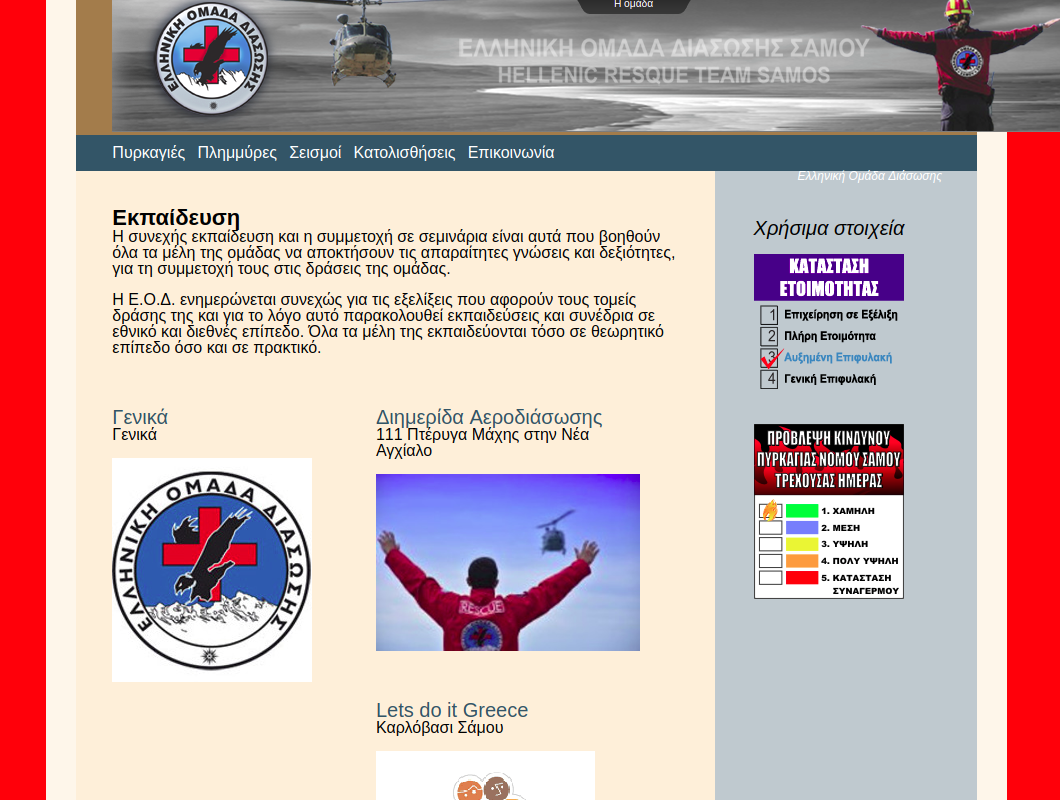 Η ομάδα
ΕΛΛΗΝΙΚΗ ΟΜΑΔΑ ΔΙΑΣΩΣΗΣ
ΕΛΛΗΝΙΚΗ ΟΜΑΔΑ ΔΙΑΣΩΣΗΣ ΣΑΜΟΥ
HELLENIC RESQUE TEAM SAMOS
Πυρκαγιές Πλημμύρες Σεισμοί Κατολισθήσεις Επικοινωνία
Ελληνική Ομάδα Διάσωσης
Εκπαίδευση
Η συνεχής εκπαίδευση και η συμμετοχή σε σεμινάρια είναι αυτά που βοηθούν
όλα τα μέλη της ομάδας να αποκτήσουν τις απαραίτητες γνώσεις και δεξιότητες,
για τη συμμετοχή τους στις δράσεις της ομάδας.
Η Ε.Ο.Δ. ενημερώνεται συνεχώς για τις εξελίξεις που αφορούν τους τομείς
δράσης της και για το λόγο αυτό παρακολουθεί εκπαιδεύσεις και συνέδρια σε
εθνικό και διεθνές επίπεδο. Όλα τα μέλη της εκπαιδεύονται τόσο σε θεωρητικό
επίπεδο όσο και σε πρακτικό.
Γενικά
Γενικά
ΕΛΛΗΝΙΚΗ ΟΜΑΔΑ ΔΙΑΣΩΣΗΣ
Διημερίδα Αεροδιάσωσης
111 Πτέρυγα Μάχης στην Νέα
Αγχίαλο
RESCUE
Lets do it Greece
Καρλόβασι Σάμου
Χρήσιμα στοιχεία
ΚΑΤΑΣΤΑΣΗ
ΕΤΟΙΜΟΤΗΤΑΣ
1 Επιχείρηση σε Εξέλιξη
2 Πλήρη Ετοιμότητα
3 Αυξημένη Επιφυλακή
4 Γενική Επιφυλακή
ΠΡΟΒΛΕΨΗ ΚΙΝΔΥΝΟΥ
ΠΥΡΚΑΓΙΑΣ ΝΟΜΟΥ ΣΑΜΟΥ
ΤΡΕΧΟΥΣΑΣ ΗΜΕΡΑΣ
1. ΧΑΜΗΛΗ
2. ΜΕΣΗ
3. ΥΨΗΛΗ
4. ΠΟΛΥ ΥΨΗΛΗ
5. ΚΑΤΑΣΤΑΣΗ
ΣΥΝΑΓΕΡΜΟΥ